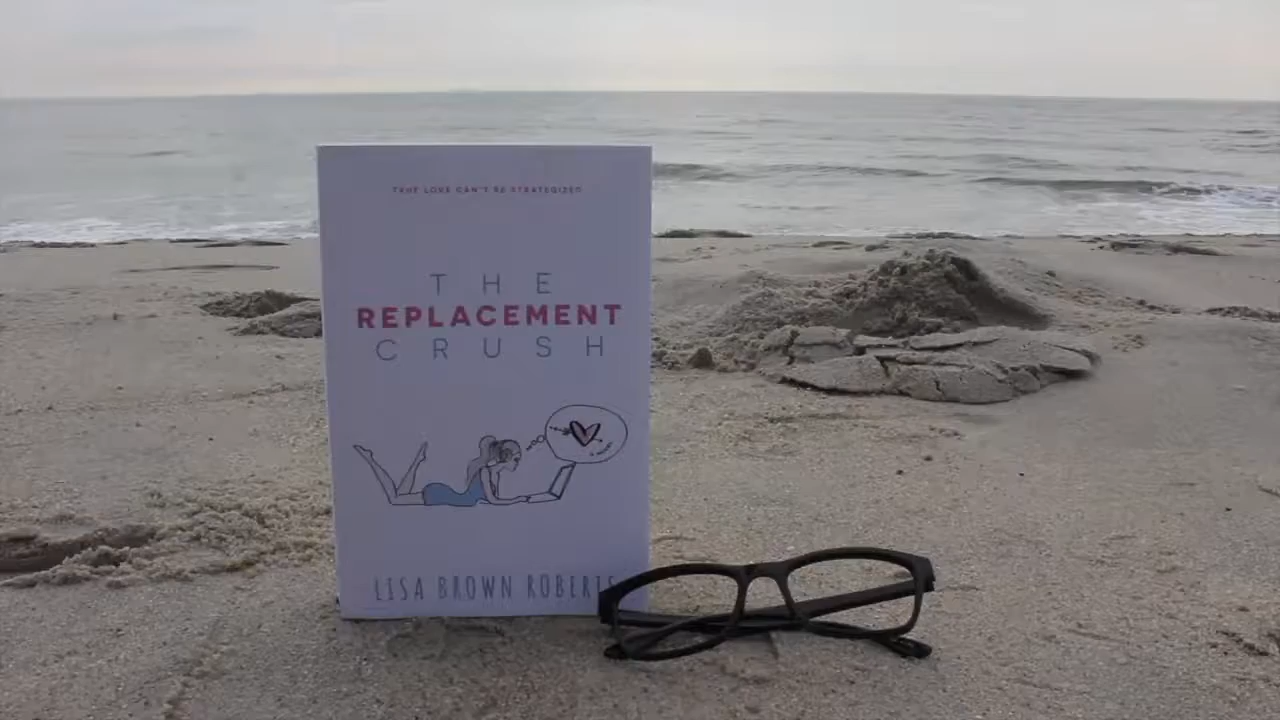 TRUE LOVE CAN'T BE STRATEGIZED
THE
REPLACEMENT
CRUSH
LISA BROWN ROBERTS